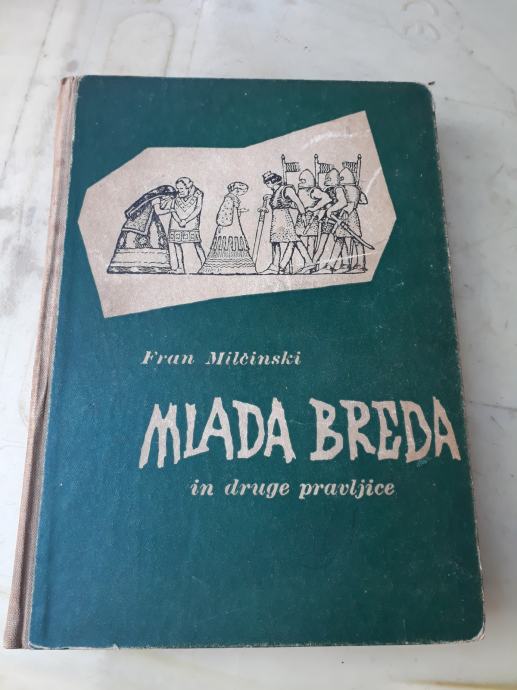 Fran Milčinski
MLADA BREDA
in druge pravljice